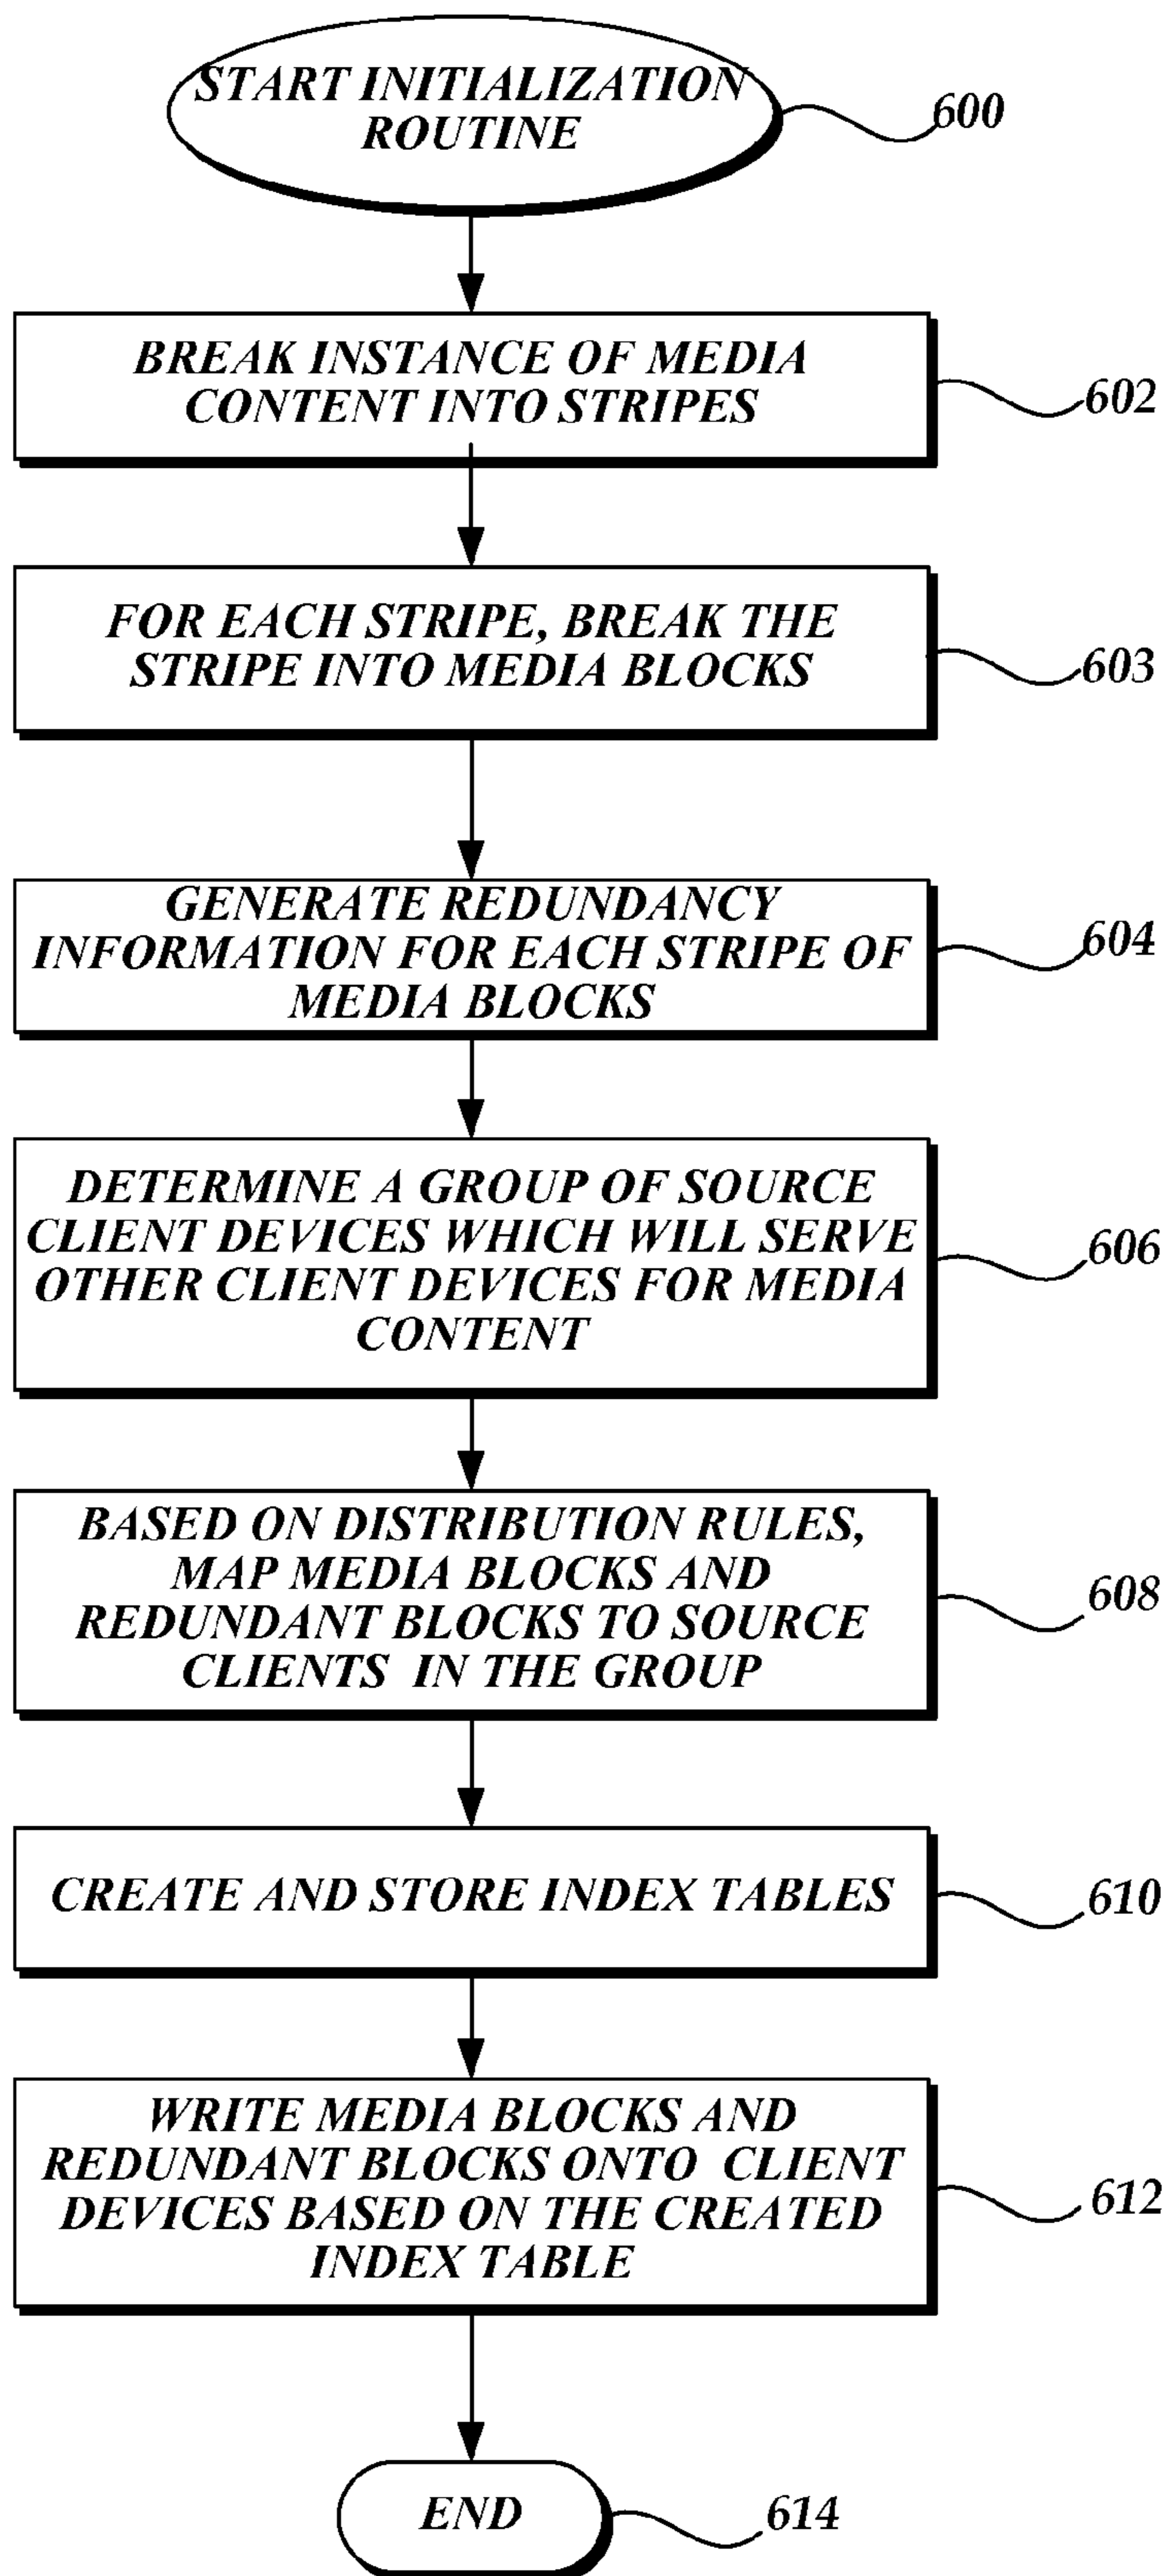 START INITIALIZATION
ROUTINE
600
BREAK INSTANCE OF MEDIA
CONTENT INTO STRIPES
602
FOR EACH STRIPE, BREAK THE
STRIPE INTO MEDIA BLOCKS
603
GENERATE REDUNDANCY
INFORMATION FOR EACH STRIPE OF
MEDIA BLOCKS
604
DETERMINE A GROUP OF SOURCE
CLIENT DEVICES WHICH WILL SERVE
OTHER CLIENT DEVICES FOR MEDIA
CONTENT
606
BASED ON DISTRIBUTION RULES,
MAP MEDIA BLOCKS AND
REDUNDANT BLOCKS TO SOURCE
CLIENTS IN THE GROUP
608
CREATE AND STORE INDEX TABLES
610
WRITE MEDIA BLOCKS AND
REDUNDANT BLOCKS ONTO CLIENT
DEVICES BASED ON THE CREATED
INDEX TABLE
612
END
614